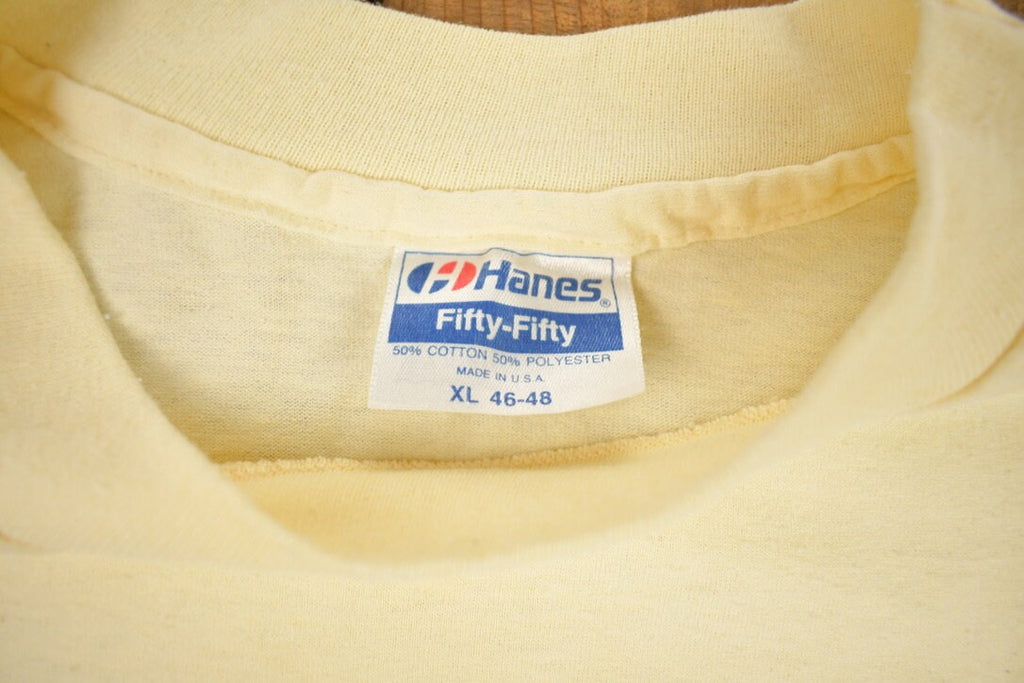 Hanes®
Fifty-Fifty
50% COTTON 50% POLYESTER
MADE IN U.S.A.
XL 46-48